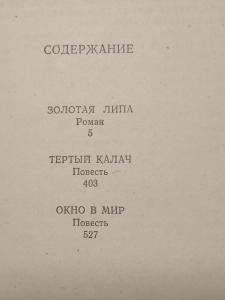 СОДЕРЖАНИЕ
ЗОЛОТАЯ ЛИПА
Роман
5
ТЕРТЫЙ КАЛАЧ
Повесть
403
ОКНО В МИР
Повесть
527